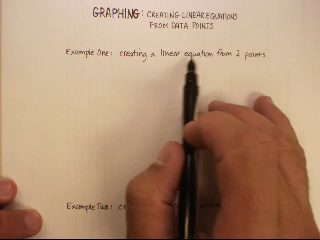 GRAPHING: CREATING LINEAR EQUATIONS
FROM DATA POINTS
Example One: creating a linear equation from 2 points
Example Two: